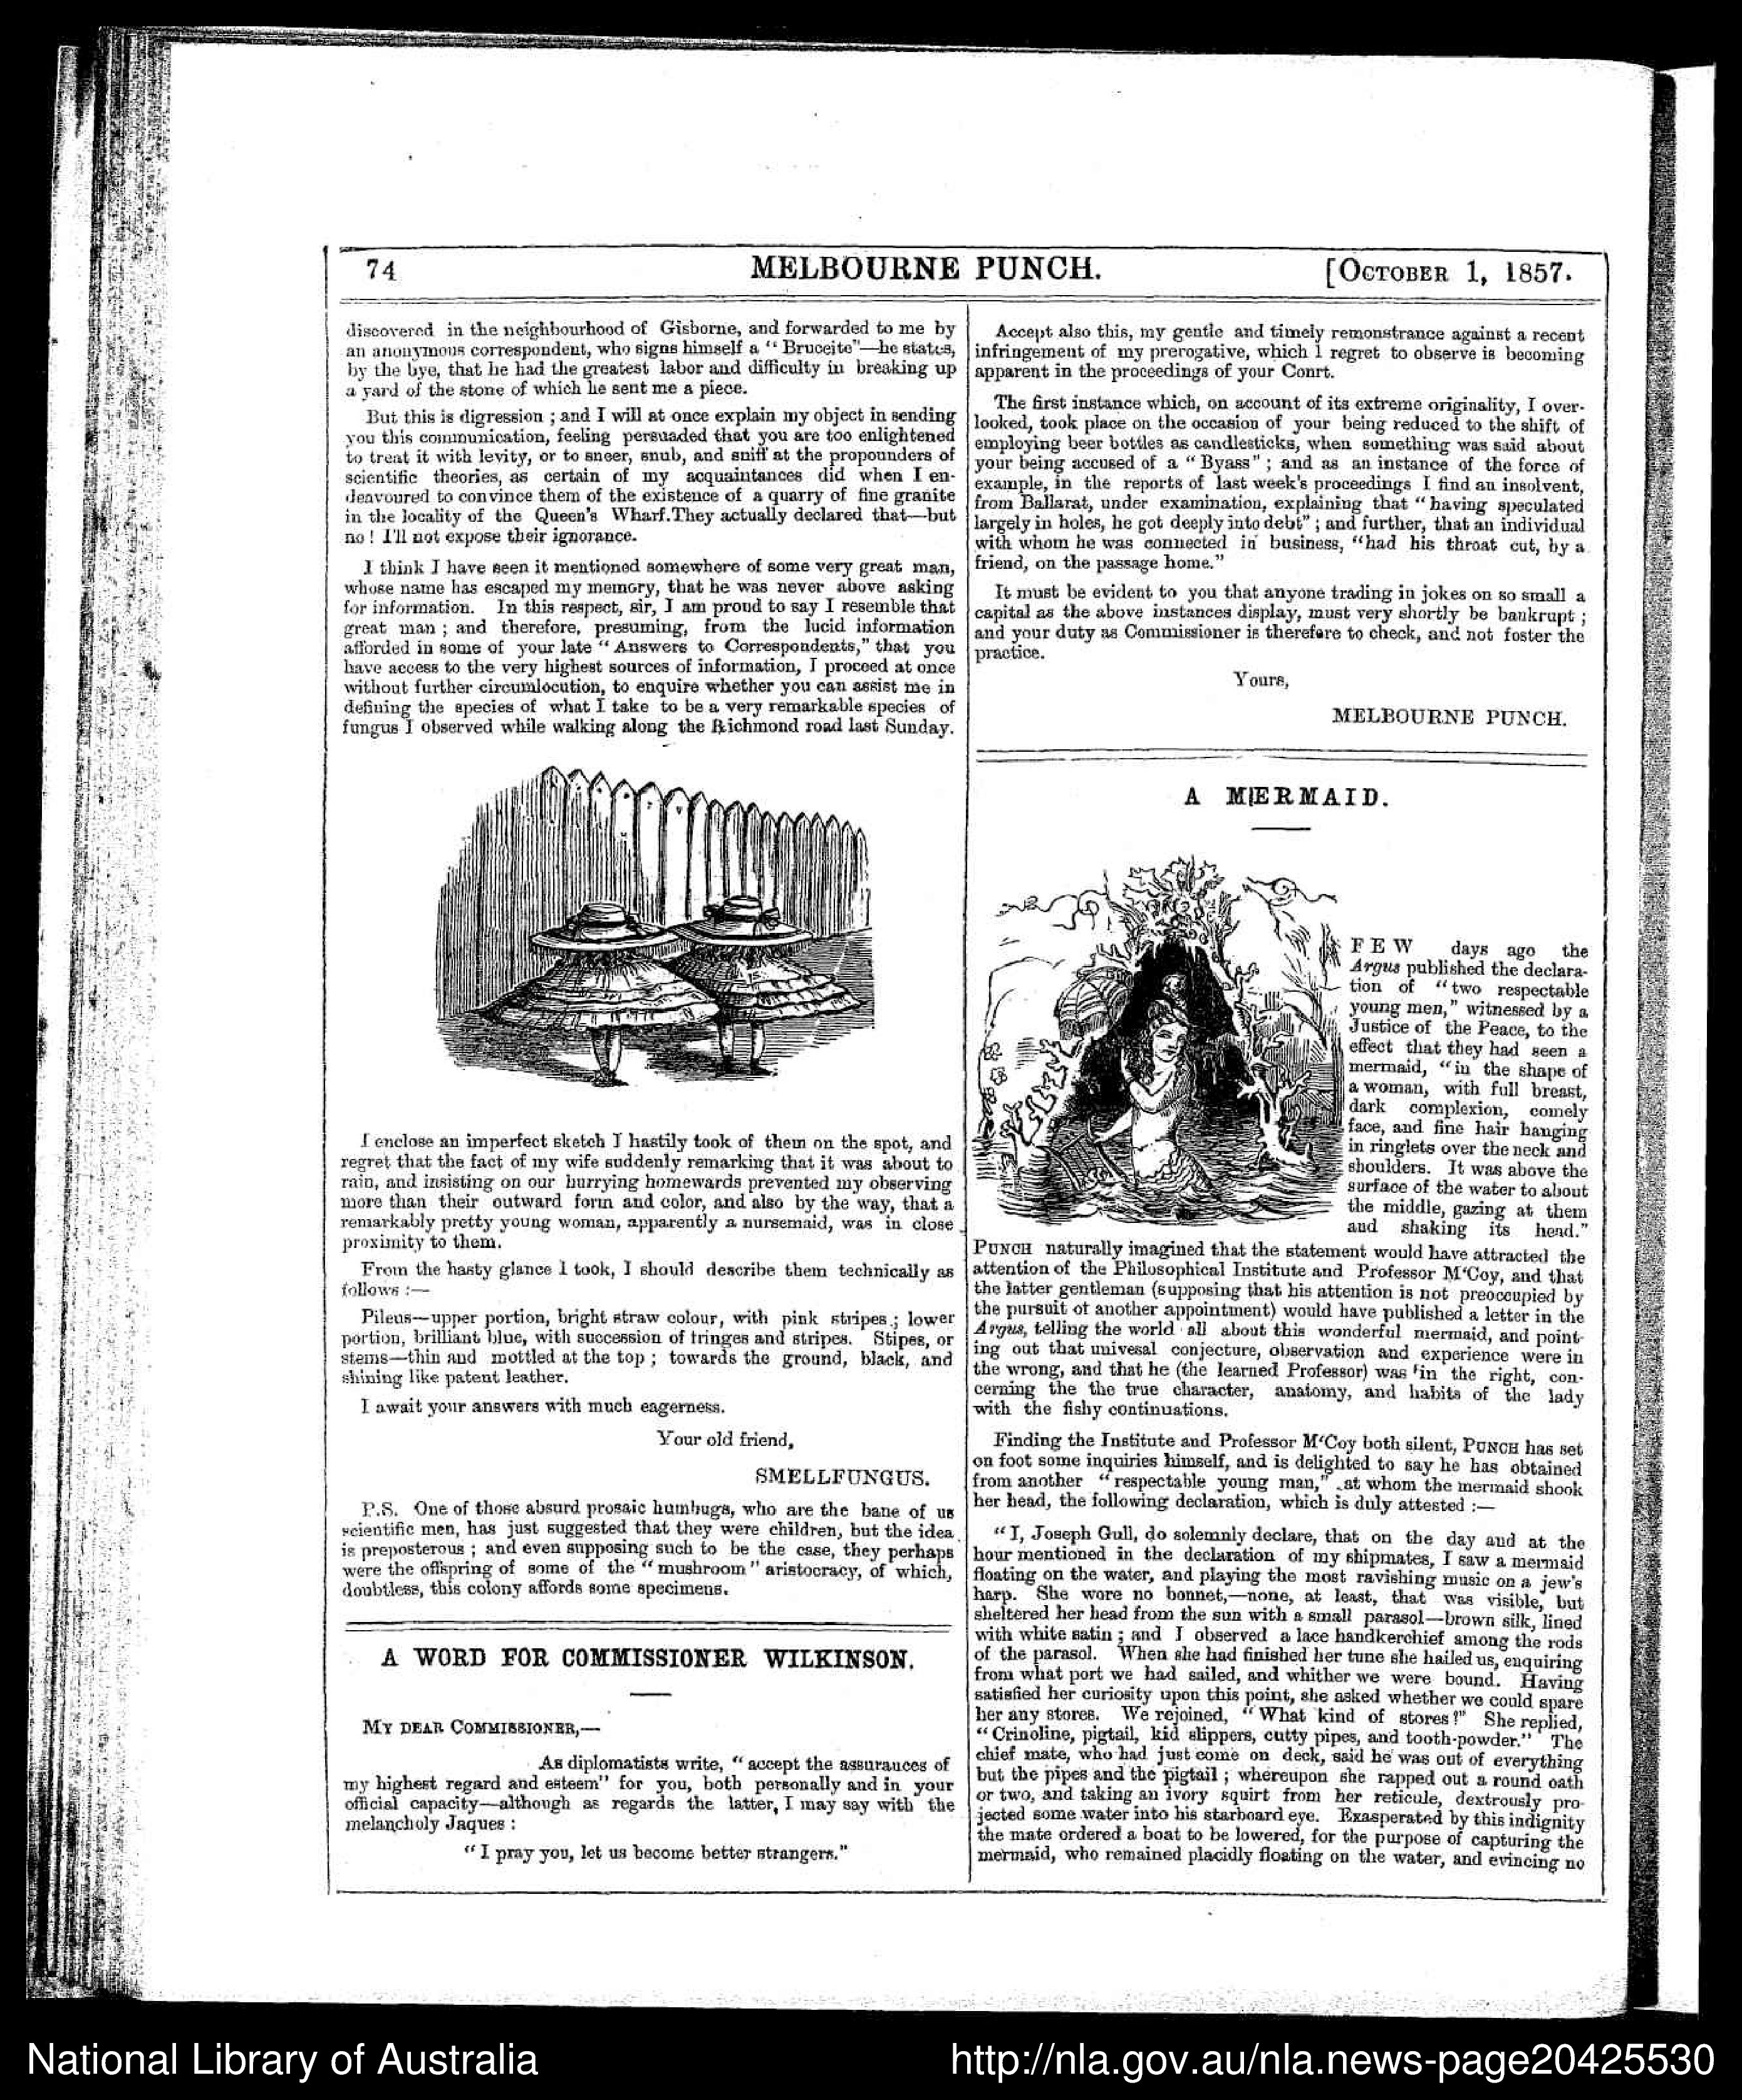 74
MELBOURNE PUNCH.
[OCTOBER 1, 1857.
discovered in the neighbourhood of Gisborne, and forwarded to me by
an anonymous correspondent, who signs himself a "Bruceite"—he states,
by the bye, that he had the greatest labor and difficulty in breaking up
a yard of the stone of which he sent me a piece.
But this is digression ; and I will at once explain my object in sending
you this communication, feeling persuaded that you are too enlightened
to treat it with levity, or to sneer, snub, and sniff at the propounders of
scientific theories, as certain of my acquaintances did when I en-
deavoured to convince them of the existence of a quarry of fine granite
in the locality of the Queen's Wharf.They actually declared that—but
no ! I'll not expose their ignorance.
I think I have seen it mentioned somewhere of some very great man,
whose name has escaped my memory, that he was never above asking
for information. In this respect, sir, I am proud to say I resemble that
great man ; and therefore, presuming, from the lucid information
afforded in some of your late "Answers to Correspondents," that you
have access to the very highest sources of information, I proceed at once
without further circumlocution, to enquire whether you can assist me in
defining the species of what I take to be a very remarkable species of
fungus I observed while walking along the Richmond road last Sunday.
I enclose an imperfect sketch I hastily took of them on the spot, and
regret that the fact of my wife suddenly remarking that it was about to
rain, and insisting on our hurrying homewards prevented my observing
more than their outward form and color, and also by the way, that a
remarkably pretty young woman, apparently a nursemaid, was in close
proximity to them.
From the hasty glance I took, I should describe them technically as
follows :—
Pileus—upper portion, bright straw colour, with pink stripes ; lower
portion, brilliant blue, with succession of fringes and stripes. Stipes, or
stems—thin and mottled at the top ; towards the ground, black, and
shining like patent leather.
I await your answers with much eagerness.
Your old friend,
SMELLFUNGUS.
P.S. One of those absurd prosaic humbugs, who are the bane of us
scientific men, has just suggested that they were children, but the idea
is preposterous ; and even supposing such to be the case, they perhaps
were the offspring of some of the "mushroom" aristocracy, of which,
doubtless, this colony affords some specimens.
A WORD FOR COMMISSIONER WILKINSON.
MY DEAR COMMISSIONER,—
As diplomatists write, "accept the assurances of
my highest regard and esteem" for you, both personally and in your
official capacity—although as regards the latter, I may say with the
melancholy Jaques :
"I pray you, let us become better strangers."
Accept also this, my gentle and timely remonstrance against a recent
infringement of my prerogative, which I regret to observe is becoming
apparent in the proceedings of your Conrt.
The first instance which, on account of its extreme originality, I over-
looked, took place on the occasion of your being reduced to the shift of
employing beer bottles as candlesticks, when something was said about
your being accused of a "Byass" ; and as an instance of the force of
example, in the reports of last week's proceedings I find an insolvent,
from Ballarat, under examination, explaining that "having speculated
largely in holes, he got deeply into debt" ; and further, that an individual
with whom he was connected in business, "had his throat cut, by a
friend, on the passage home."
It must be evident to you that anyone trading in jokes on so small a
capital as the above instances display, must very shortly be bankrupt ;
and your duty as Commissioner is therefore to check, and not foster the
practice.
Yours,
MELBOURNE PUNCH.
A MERMAID.
FEW days ago the
Argus published the declara-
tion of "two respectable
young men," witnessed by a
Justice of the Peace, to the
effect that they had seen a
mermaid, "in the shape of
a woman, with full breast,
dark complexion, comely
face, and fine hair hanging
in ringlets over the neck and
shoulders. It was above the
surface of the water to about
the middle, gazing at them
and shaking its head."
PUNCH naturally imagined that the statement would have attracted the
attention of the Philosophical Institute and Professor M'Coy, and that
the latter gentleman (supposing that his attention is not preoccupied by
the pursuit of another appointment) would have published a letter in the
Argus, telling the world all about this wonderful mermaid, and point-
ing out that univesal conjecture, observation and experience were in
the wrong, and that he (the learned Professor) was 'in the right, con-
cerning the the true character, anatomy, and habits of the lady
with the fishy continuations.
Finding the Institute and Professor M'Coy both silent, PUNCH has set
on foot some inquiries himself, and is delighted to say he has obtained
from another "respectable young man," at whom the mermaid shook
her head, the following declaration, which is duly attested :—
"I, Joseph Gull, do solemnly declare, that on the day and at the
hour mentioned in the declaration of my shipmates, I saw a mermaid
floating on the water, and playing the most ravishing music on a jew's
harp. She wore no bonnet,—none, at least, that was visible, but
sheltered her head from the sun with a small parasol—brown silk, lined
with white satin ; and I observed a lace handkerchief among the rods
of the parasol. When she had finished her tune she hailed us, enquiring
from what port we had sailed, and whither we were bound. Having
satisfied her curiosity upon this point, she asked whether we could spare
her any stores. We rejoined, "What kind of stores?" She replied,
"Crinoline, pigtail, kid slippers, cutty pipes, and tooth-powder." The
chief mate, who had just come on deck, said he was out of everything
but the pipes and the pigtail ; whereupon she rapped out a round oath
or two, and taking an ivory squirt from her reticule, dextrously pro-
jected some water into his starboard eye. Exasperated by this indignity
the mate ordered a boat to be lowered, for the purpose of capturing the
mermaid, who remained placidly floating on the water, and evincing no
National Library of Australia
http://nla.gov.au/nla.news-page20425530